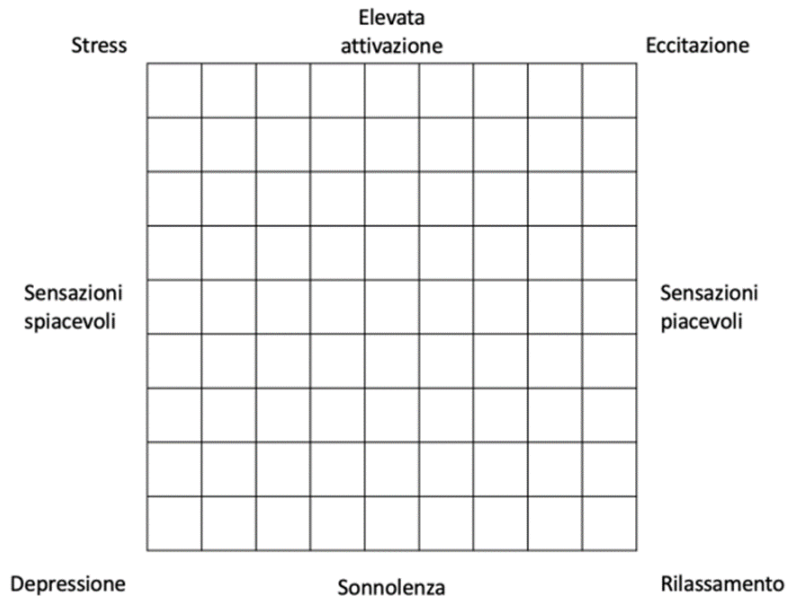 Elevata
attivazione
Stress
Eccitazione
Sensazioni
spiacevoli
Sensazioni
piacevoli
Depressione
Sonnolenza
Rilassamento